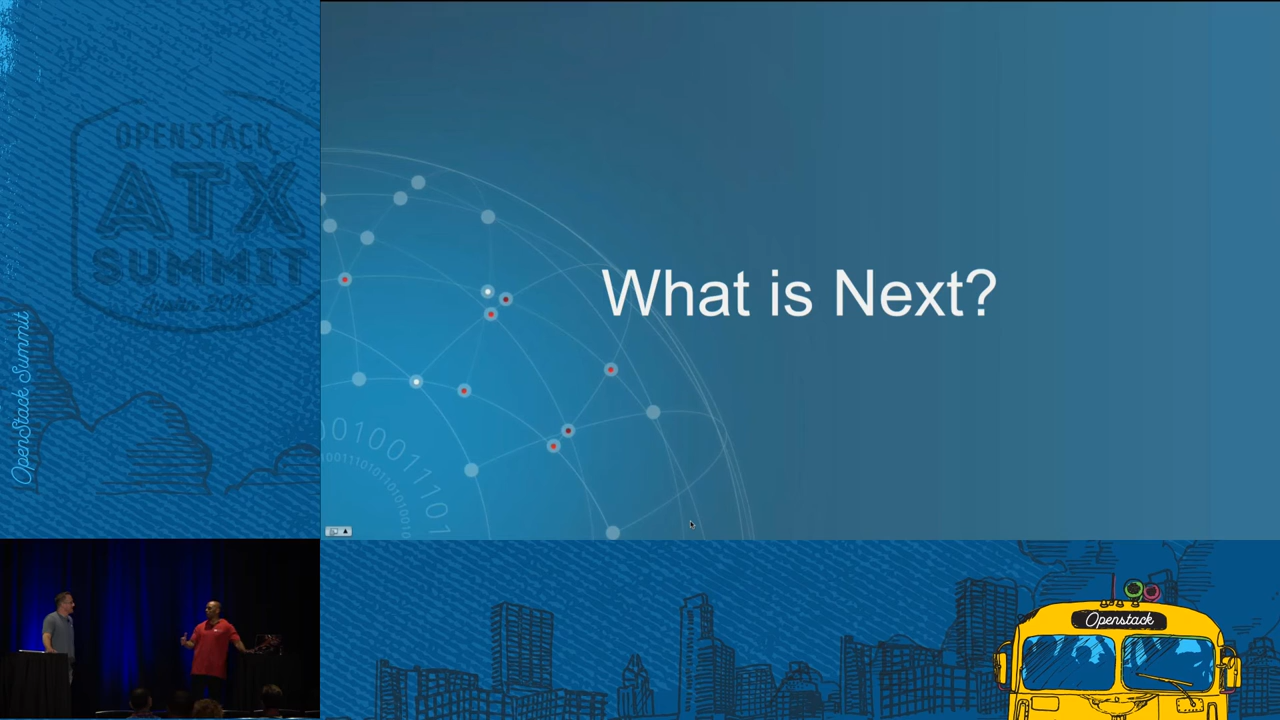 OPENSTACK
ATX
SUMMIT
OpenStack Summit
What is Next?
Openstack